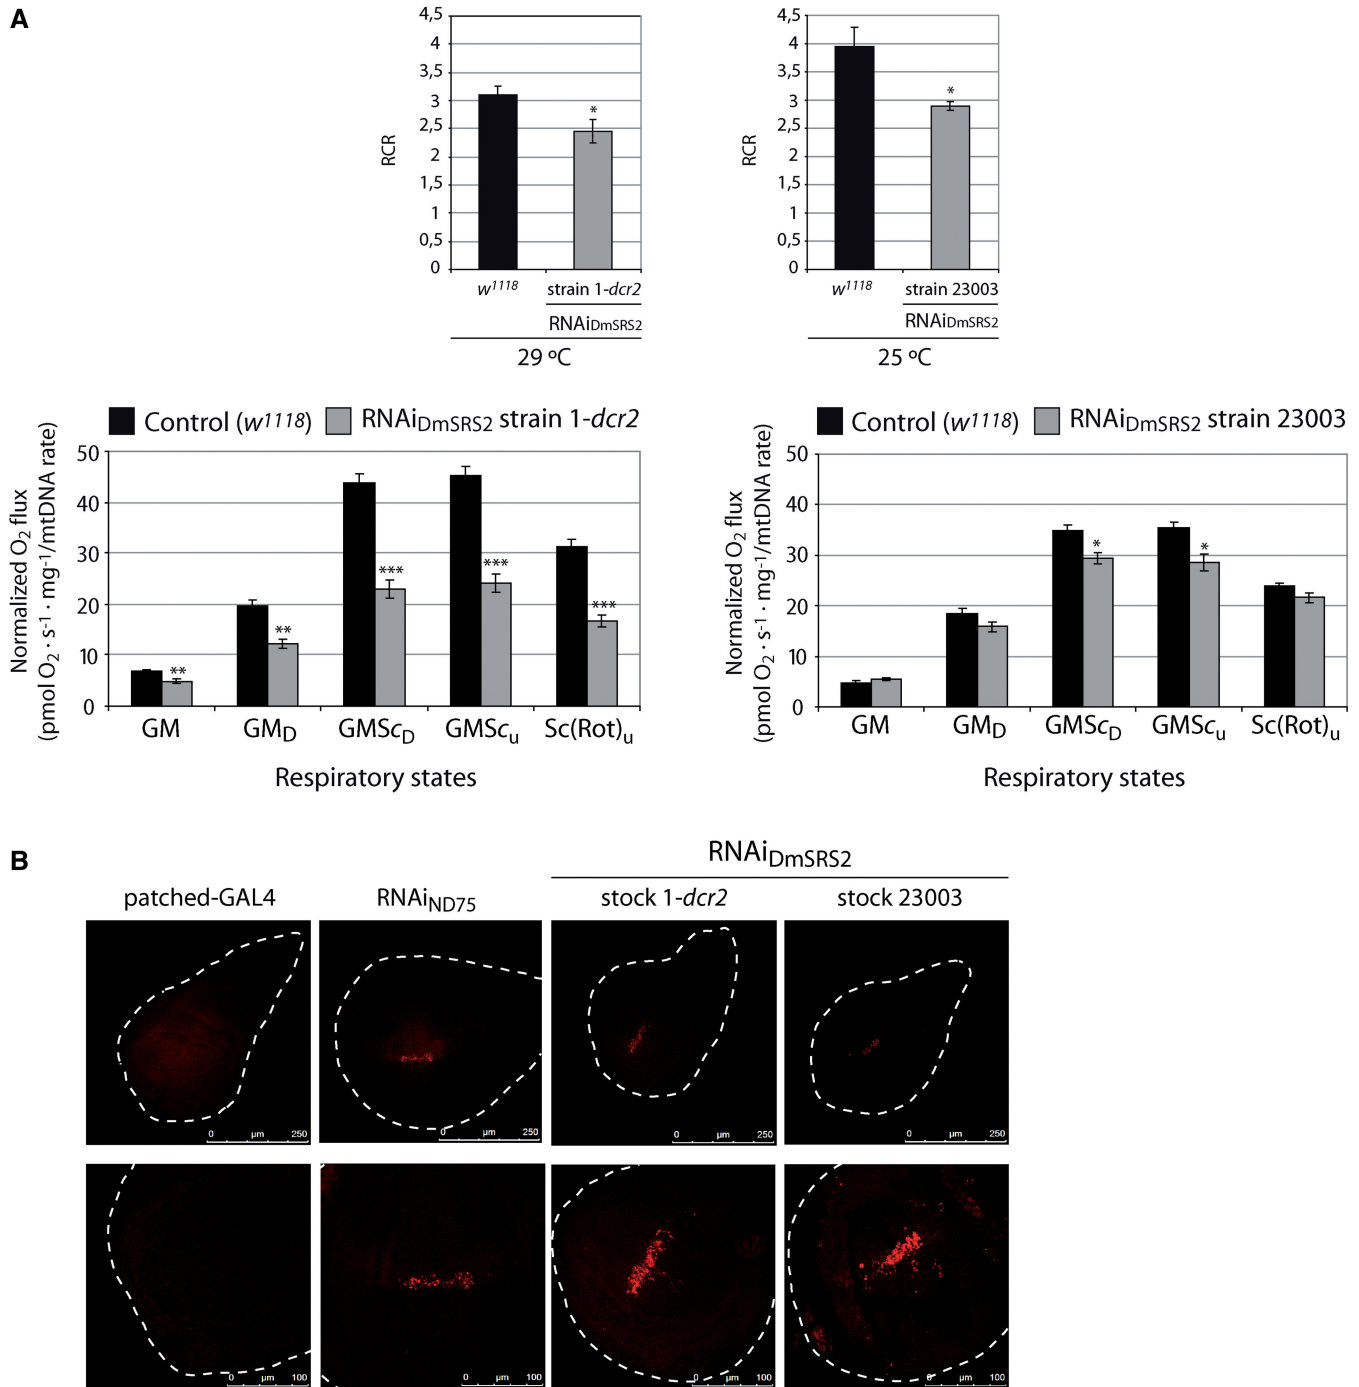 A
4,5
4
3,5
3
2,5
2
1,5
1
0,5
0
RCR
*
w1118
strain 1-dcr2
RNAiDmSRS2
29 ºC
4,5
4
3,5
3
2,5
2
1,5
1
0,5
0
RCR
*
w1118
strain 23003
RNAiDmSRS2
25 ºC
Control (w1118) RNAiDmSRS2 strain 1-dcr2
Normalized O2 flux
(pmol O2 · s-1 · mg-1/mtDNA rate)
50
40
30
20
10
0
** ** *** *** ***
GM GMD GMScD GMScu Sc(Rot)u
Respiratory states
Control (w1118) RNAiDmSRS2 strain 23003
Normalized O2 flux
(pmol O2 · s-1 · mg-1/mtDNA rate)
50
40
30
20
10
0
* *
GM GMD GMScD GMScu Sc(Rot)u
Respiratory states
B
RNAiDmSRS2
patched-GAL4 RNAiND75 stock 1-dcr2 stock 23003
0 µm 250
0 µm 250
0 µm 250
0 µm 250
0 µm 100
0 µm 100
0 µm 100
0 µm 100